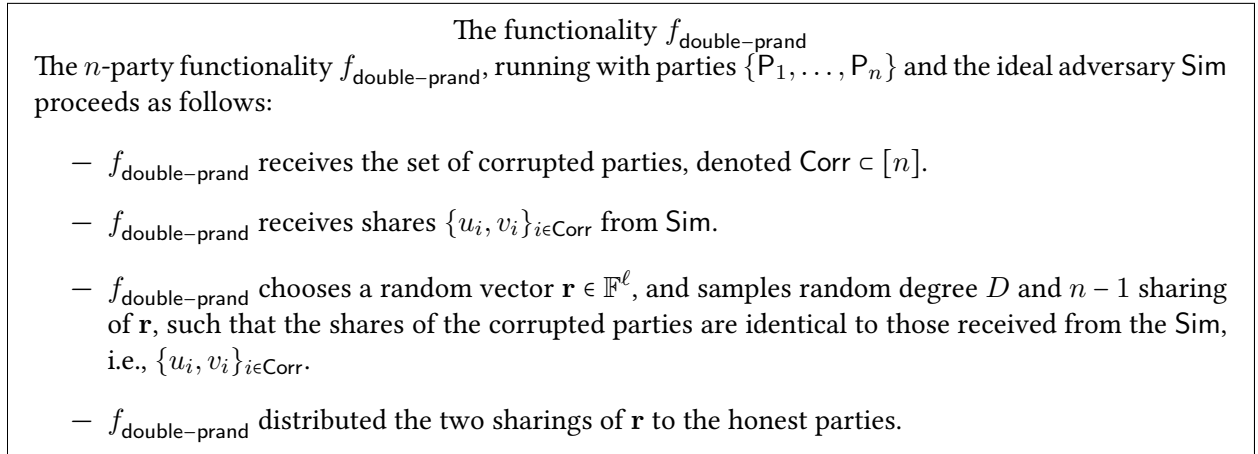 The functionality f_double−prand
The n-party functionality f_double−prand, running with parties {P_1, . . . , P_n} and the ideal adversary Sim
proceeds as follows:
− f_double−prand receives the set of corrupted parties, denoted Corr ⊂ [n].
− f_double−prand receives shares {u_i, v_i}_{i∈Corr} from Sim.
− f_double−prand chooses a random vector r ∈ 𝔽^ℓ, and samples random degree D and n − 1 sharing
of r, such that the shares of the corrupted parties are identical to those received from the Sim,
i.e., {u_i, v_i}_{i∈Corr}.
− f_double−prand distributed the two sharings of r to the honest parties.